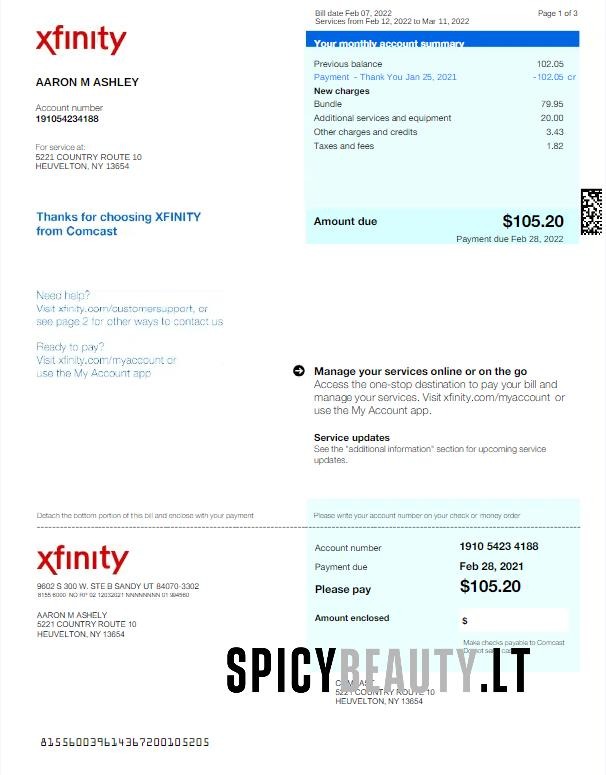 xfinity
Bill date Feb 07, 2022
Services from Feb 12, 2022 to Mar 11, 2022
Page 1 of 3
AARON M ASHLEY
Account number
191054234188
For service at:
5221 COUNTRY ROUTE 10
HEUVELTON, NY 13654
Your monthly account summary
Previous balance 102.05
Payment - Thank You Jan 25, 2021 -102.05 cr
New charges
Bundle 79.95
Additional services and equipment 20.00
Other charges and credits 3.43
Taxes and fees 1.82
Amount due $105.20
Payment due Feb 28, 2022
Thanks for choosing XFINITY
from Comcast
Need help?
Visit xfinity.com/customersupport, or
see page 2 for other ways to contact us
Ready to pay?
Visit xfinity.com/myaccount or
use the My Account app
Manage your services online or on the go
Access the one-stop destination to pay your bill and
manage your services. Visit xfinity.com/myaccount or
use the My Account app.
Service updates
See the "additional information" section for upcoming service
updates.
Detach the bottom portion of this bill and enclose with your payment
Please write your account number on your check or money order
xfinity
9602 S 300 W. STE B SANDY UT 84070-3302
8155 6000 NO RP 02 12032021 NNNNNNNN 01 994560
AARON M ASHELY
5221 COUNTRY ROUTE 10
HEUVELTON, NY 13654
Account number 1910 5423 4188
Payment due Feb 28, 2021
Please pay $105.20
Amount enclosed $
Make checks payable to Comcast
Do not send cash
SPICYBEAUTY.LT
COMCAST
5221 COUNTRY ROUTE 10
HEUVELTON, NY 13654
815560039614367200105205